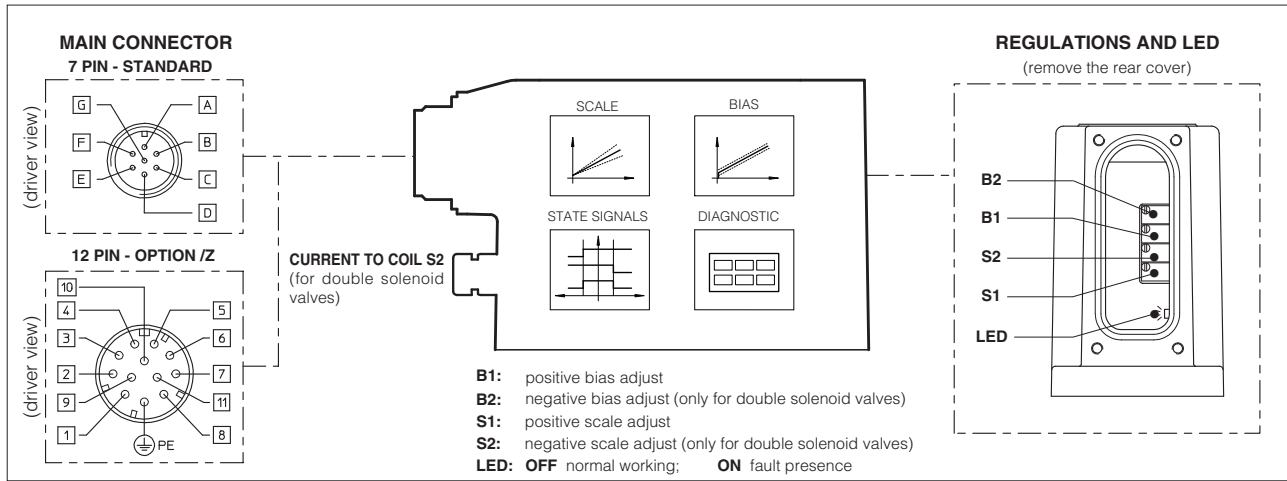 MAIN CONNECTOR
7 PIN - STANDARD
(driver view)
G
A
F
B
E
C
D
12 PIN - OPTION /Z
(driver view)
10
4
5
3
6
2
7
9
11
1
8
PE
CURRENT TO COIL S2
(for double solenoid
valves)
SCALE
BIAS
STATE SIGNALS
DIAGNOSTIC
B1: positive bias adjust
B2: negative bias adjust (only for double solenoid valves)
S1: positive scale adjust
S2: negative scale adjust (only for double solenoid valves)
LED: OFF normal working; ON fault presence
REGULATIONS AND LED
(remove the rear cover)
B2
B1
S2
S1
LED